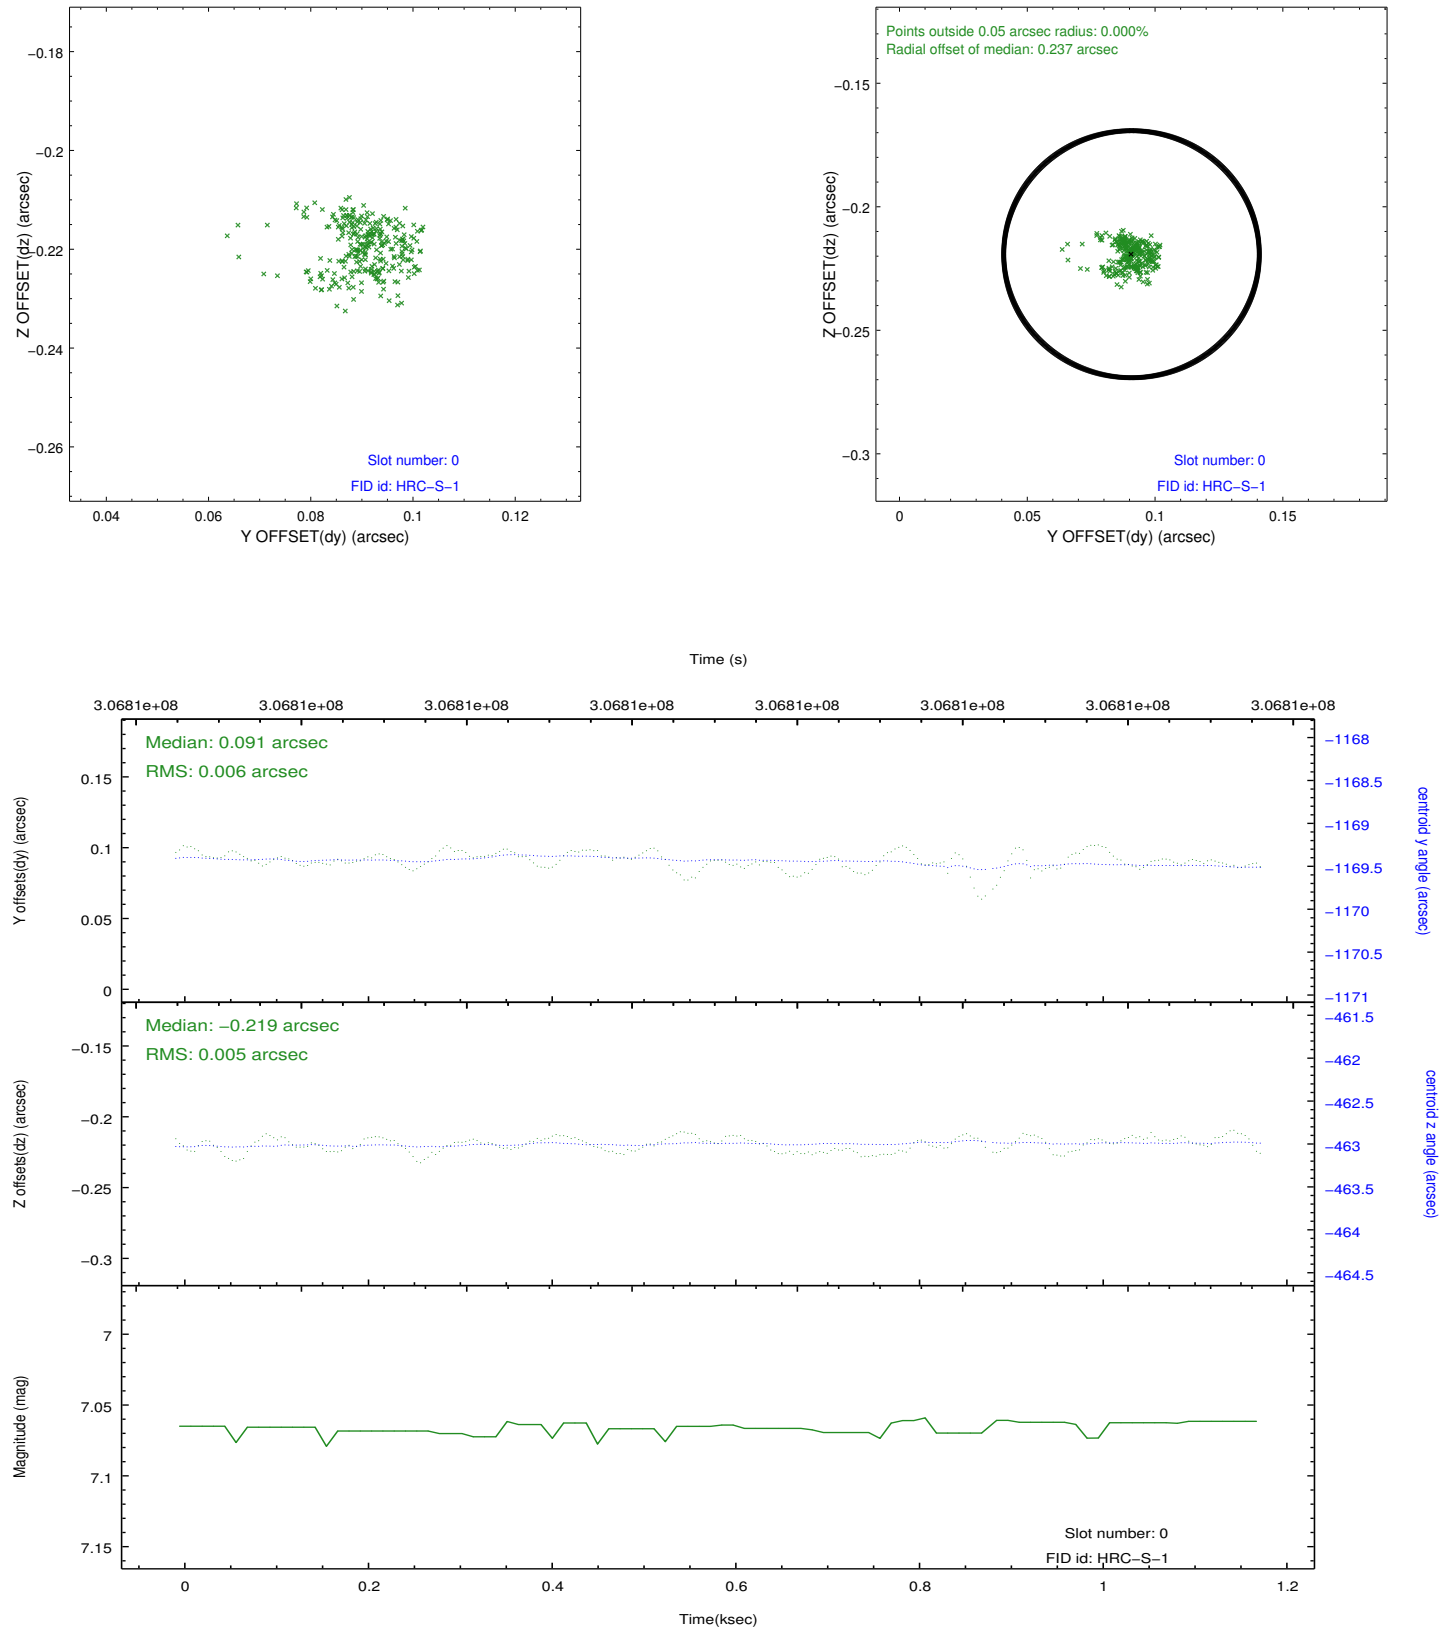 −0.18
−0.2
−0.22
−0.24
−0.26
Z OFFSET(dz) (arcsec)
Slot number: 0
FID id: HRC−S−1
0.04 0.06 0.08 0.1 0.12
Y OFFSET(dy) (arcsec)
Points outside 0.05 arcsec radius: 0.000%
Radial offset of median: 0.237 arcsec
−0.15
−0.2
−0.25
−0.3
Z OFFSET(dz) (arcsec)
Slot number: 0
FID id: HRC−S−1
0 0.05 0.1 0.15
Y OFFSET(dy) (arcsec)
Time (s)
3.0681e+08 3.0681e+08 3.0681e+08 3.0681e+08 3.0681e+08 3.0681e+08 3.0681e+08 3.0681e+08
Median: 0.091 arcsec
RMS: 0.006 arcsec
0.15
0.1
0.05
0
Y offsets(dy) (arcsec)
−1168
−1168.5
−1169
−1169.5
−1170
−1170.5
−1171
centroid y angle (arcsec)
Median: −0.219 arcsec
RMS: 0.005 arcsec
−0.15
−0.2
−0.25
−0.3
Z offsets(dz) (arcsec)
−461.5
−462
−462.5
−463
−463.5
−464
−464.5
centroid z angle (arcsec)
7
7.05
7.1
7.15
Magnitude (mag)
Slot number: 0
FID id: HRC−S−1
0 0.2 0.4 0.6 0.8 1 1.2
Time(ksec)